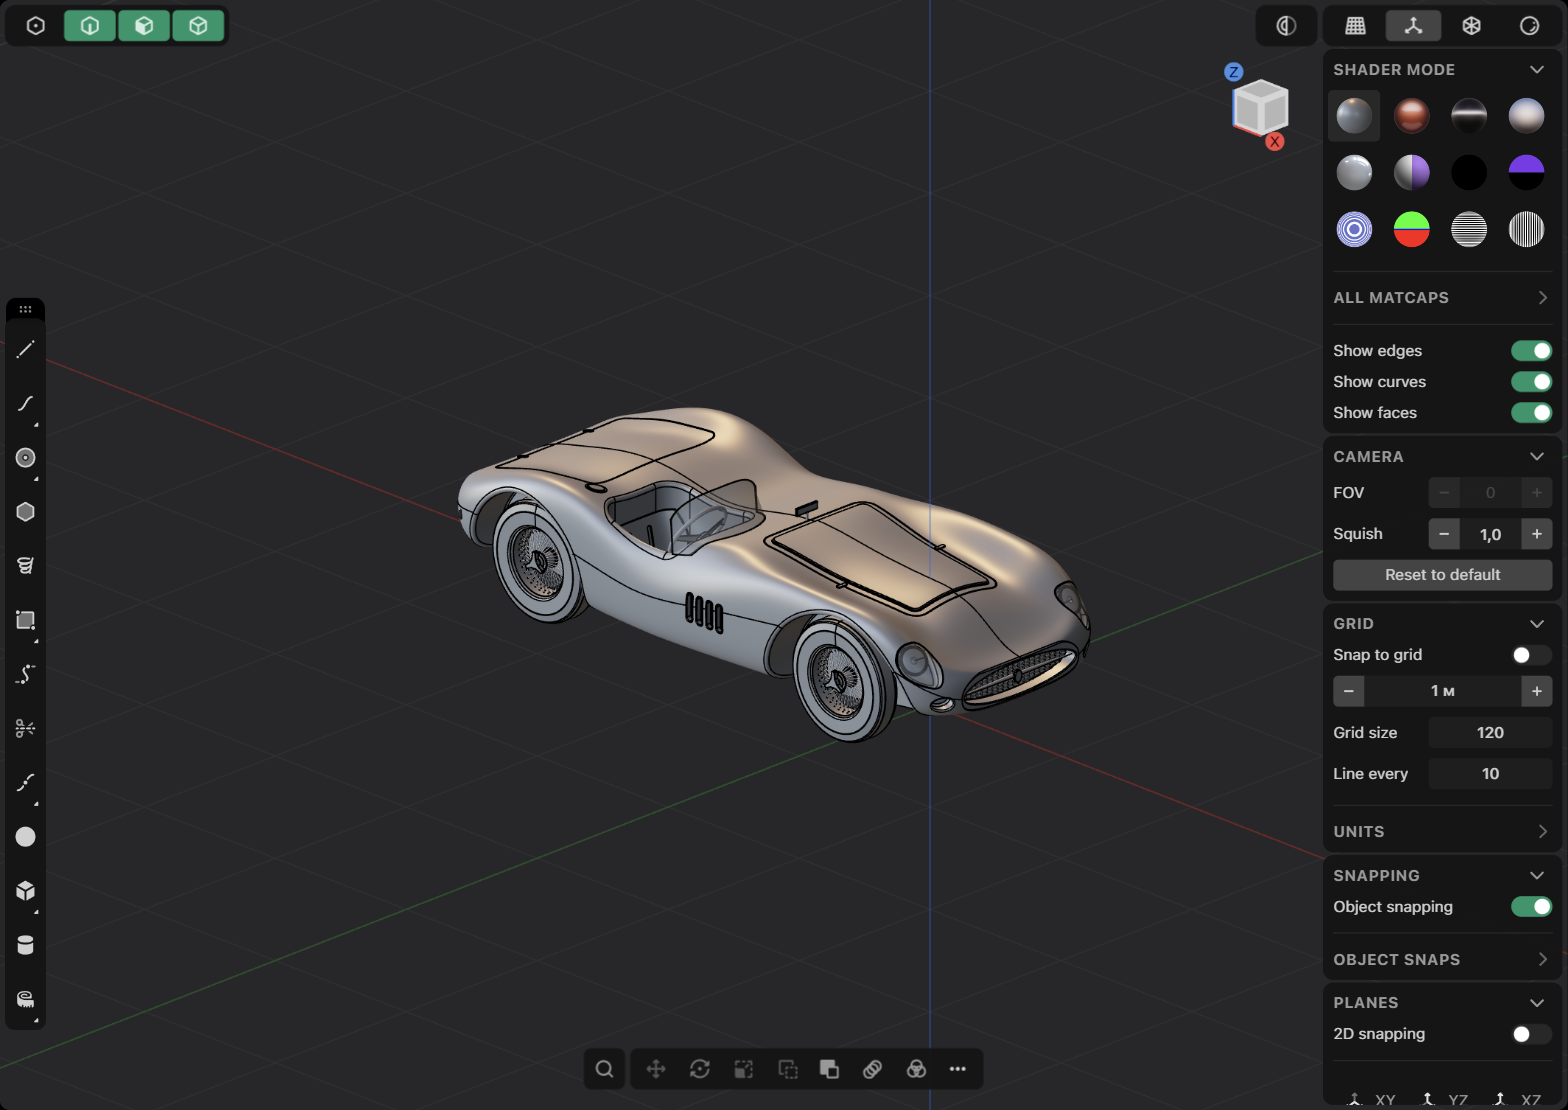 Z
X
SHADER MODE
ALL MATCAPS
Show edges
Show curves
Show faces
CAMERA
FOV − 0 +
Squish − 1,0 +
Reset to default
GRID
Snap to grid
− 1 м +
Grid size 120
Line every 10
UNITS
SNAPPING
Object snapping
OBJECT SNAPS
PLANES
2D snapping
XY YZ XZ